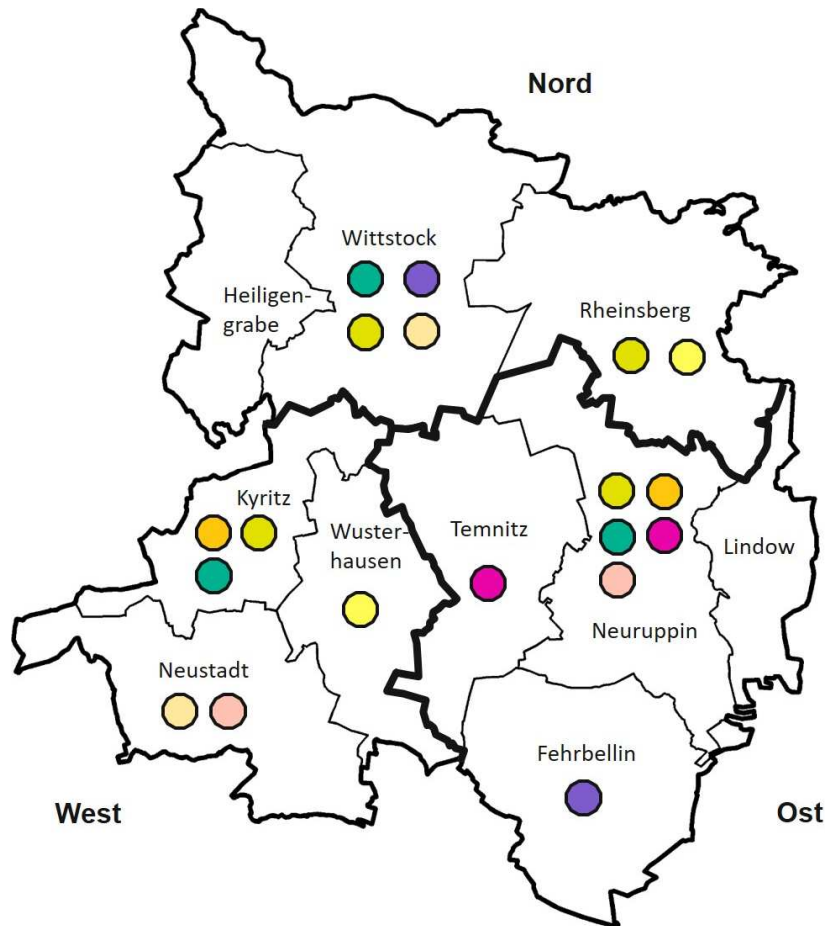 Nord
Wittstock
Heiligen-
grabe
Rheinsberg
Kyritz
Wuster-
hausen
Temnitz
Lindow
Neuruppin
Neustadt
Fehrbellin
West
Ost